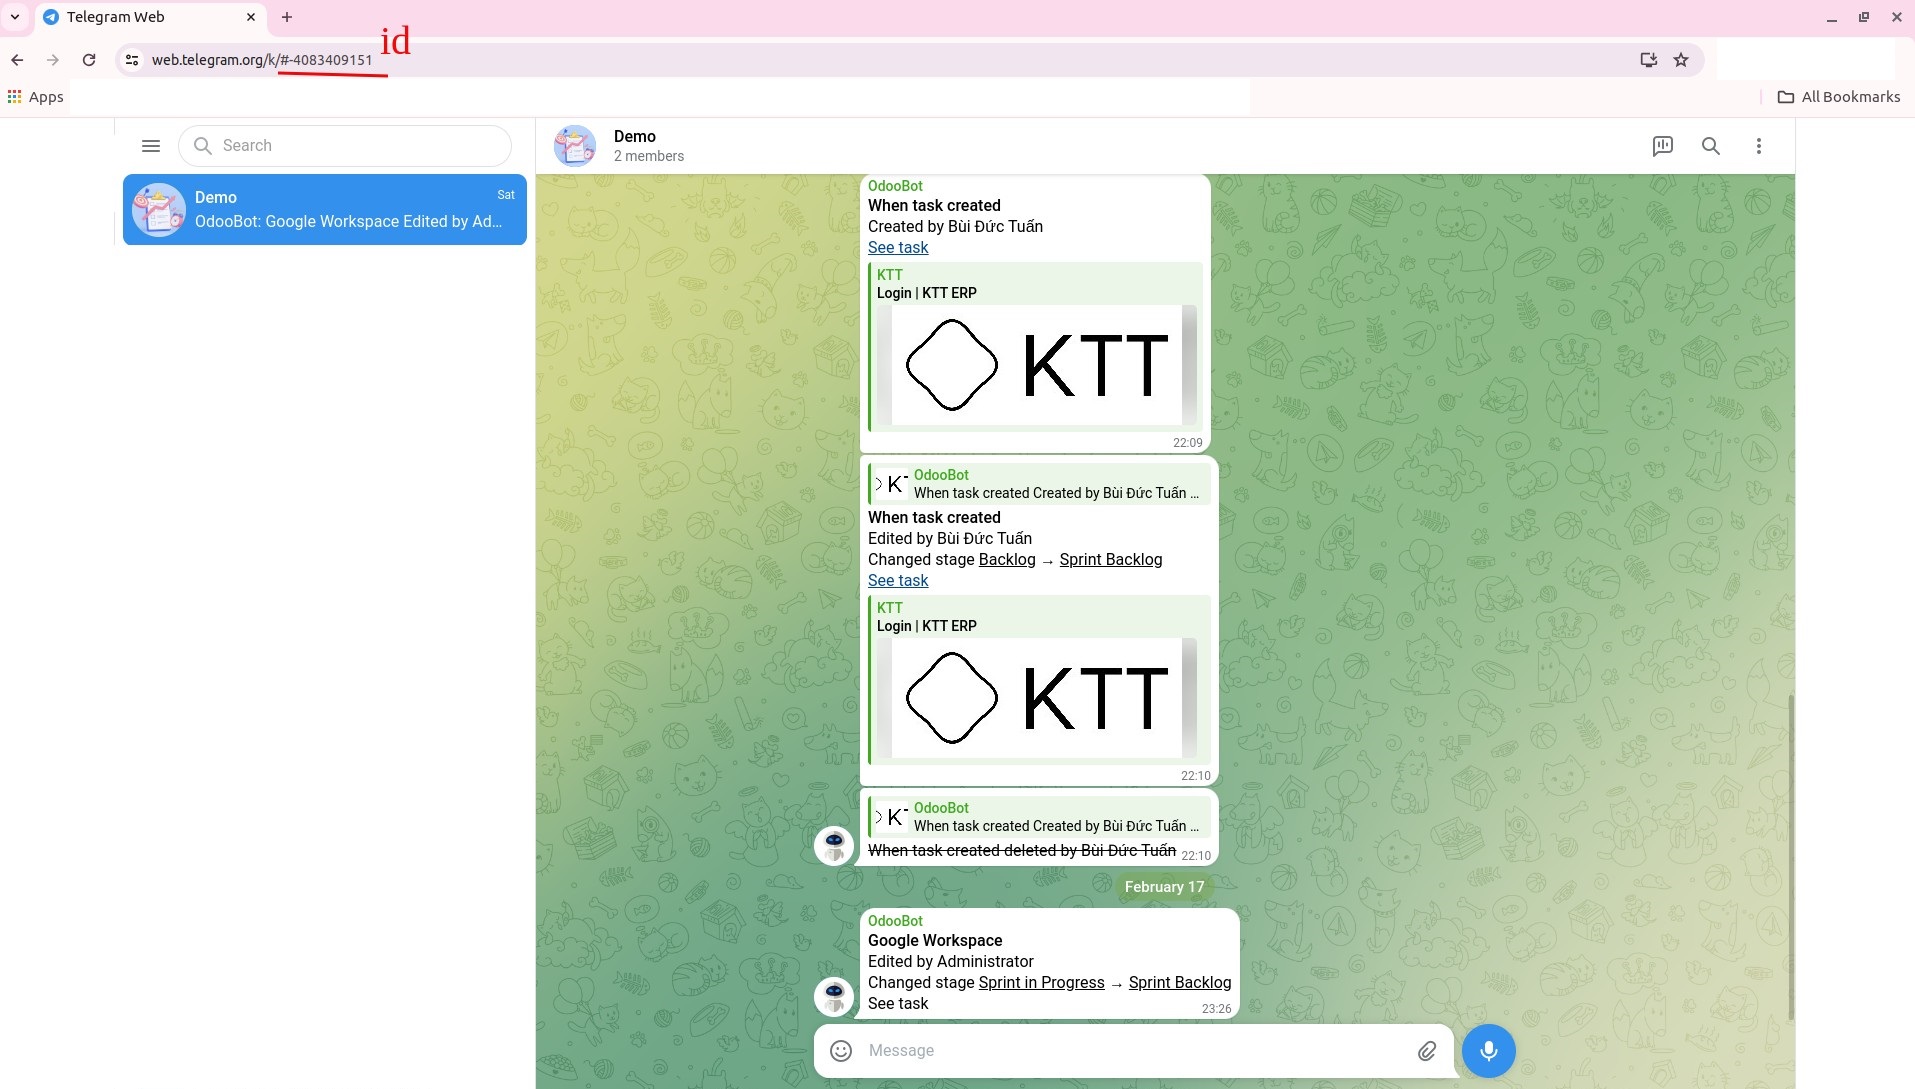 Telegram Web
id
web.telegram.org/k/#-4083409151
Apps
All Bookmarks
Search
Demo
Sat
OdooBot: Google Workspace Edited by Ad...
Demo
2 members
OdooBot
When task created
Created by Bùi Đức Tuấn
See task
KTT
Login | KTT ERP
KTT
22:09
K
OdooBot
When task created Created by Bùi Đức Tuấn ...
When task created
Edited by Bùi Đức Tuấn
Changed stage Backlog → Sprint Backlog
See task
KTT
Login | KTT ERP
KTT
22:10
K
OdooBot
When task created Created by Bùi Đức Tuấn ...
When task created deleted by Bùi Đức Tuấn 22:10
February 17
OdooBot
Google Workspace
Edited by Administrator
Changed stage Sprint in Progress → Sprint Backlog
See task
23:26
Message